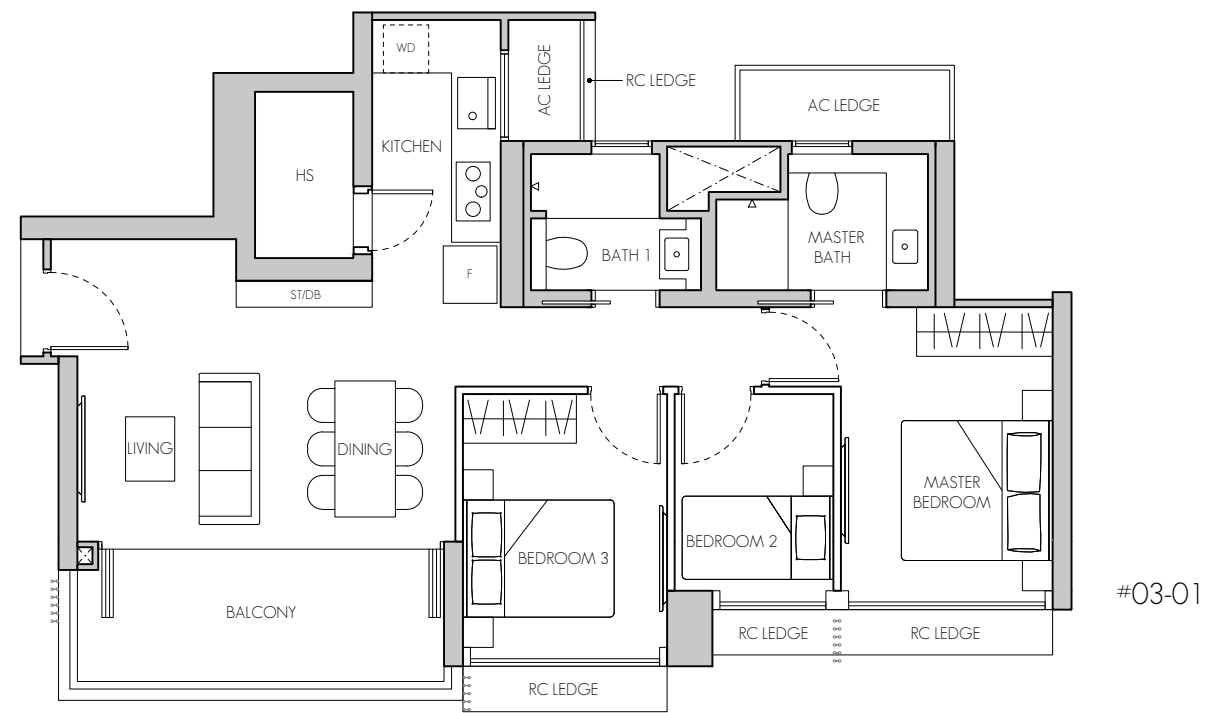 WD
AC LEDGE
RC LEDGE
AC LEDGE
KITCHEN
HS
MASTER
BATH
BATH 1
F
ST/DB
LIVING
DINING
MASTER
BEDROOM
BEDROOM 2
BEDROOM 3
#03-01
BALCONY
RC LEDGE
RC LEDGE
RC LEDGE